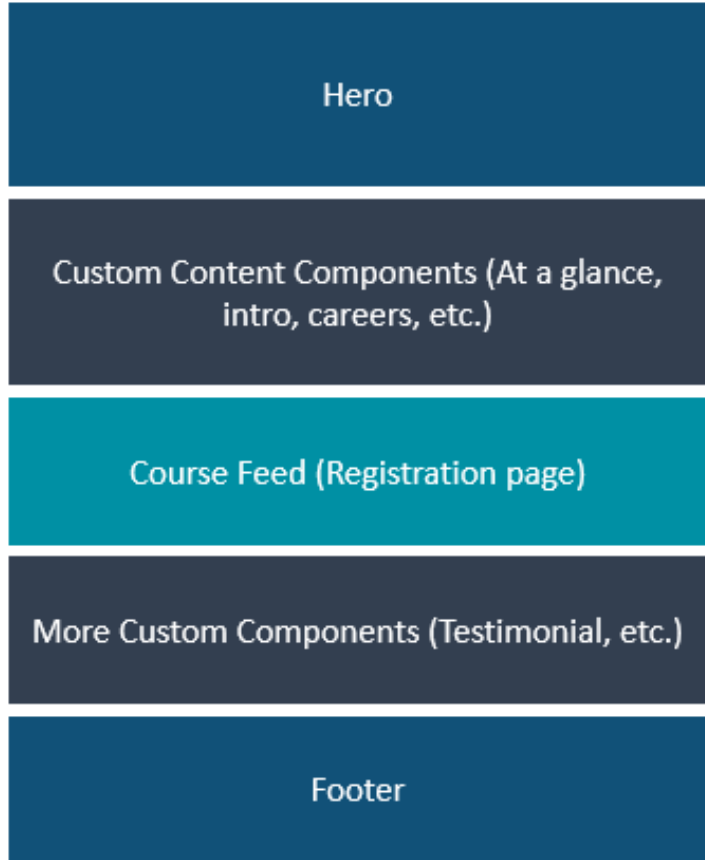 Hero
Custom Content Components (At a glance,
intro, careers, etc.)
Course Feed (Registration page)
More Custom Components (Testimonial, etc.)
Footer